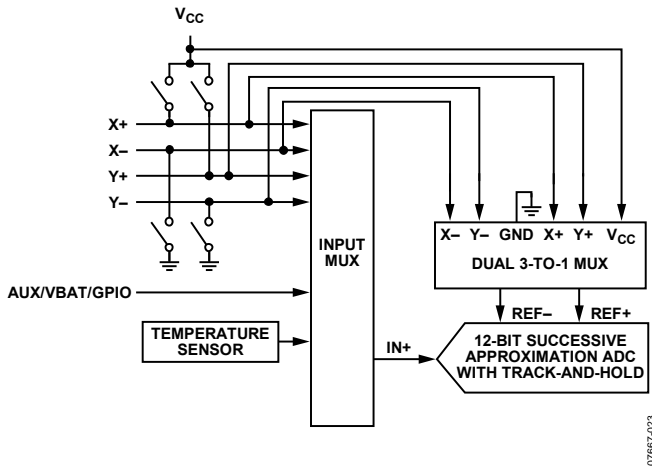 VCC
X+
X–
Y+
Y–
AUX/VBAT/GPIO
TEMPERATURE
SENSOR
INPUT
MUX
X– Y– GND X+ Y+ VCC
DUAL 3-TO-1 MUX
REF– REF+
IN+
12-BIT SUCCESSIVE
APPROXIMATION ADC
WITH TRACK-AND-HOLD
07667-023